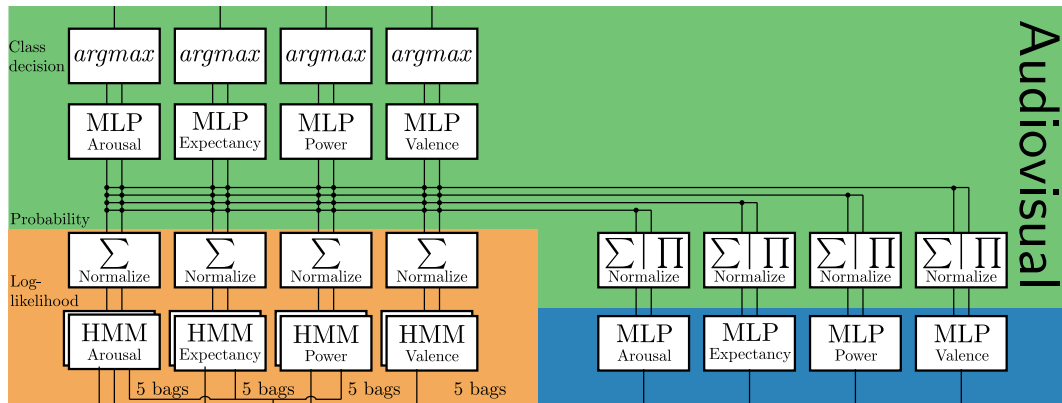 Class
decision
argmax argmax argmax argmax
MLP MLP MLP MLP
Arousal Expectancy Power Valence
Audiovisual
Probability
∑ ∑ ∑ ∑ ∑|∏ ∑|∏ ∑|∏ ∑|∏
Normalize Normalize Normalize Normalize Normalize Normalize Normalize Normalize
Log-
likelihood
HMM HMM HMM HMM MLP MLP MLP MLP
Arousal Expectancy Power Valence Arousal Expectancy Power Valence
5 bags 5 bags 5 bags 5 bags